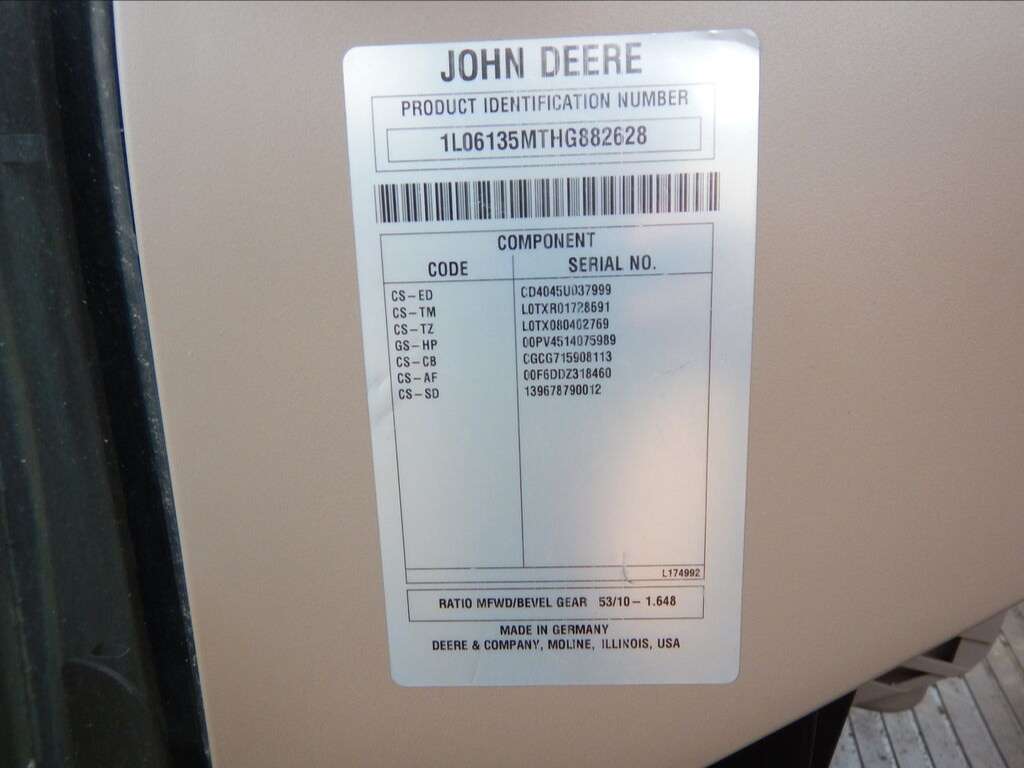 JOHN DEERE
PRODUCT IDENTIFICATION NUMBER
1L06135MTHG882628
COMPONENT
CODE SERIAL NO.
CS-ED CD4045U037999
CS-TM L0TXR01728691
CS-TZ L0TX080402769
GS-HP 00PV4514075989
CS-CB CGCG715908113
CS-AF 00F6DDZ318460
CS-SD 139678790012
L174992
RATIO MFWD/BEVEL GEAR 53/10-1.648
MADE IN GERMANY
DEERE & COMPANY, MOLINE, ILLINOIS, USA